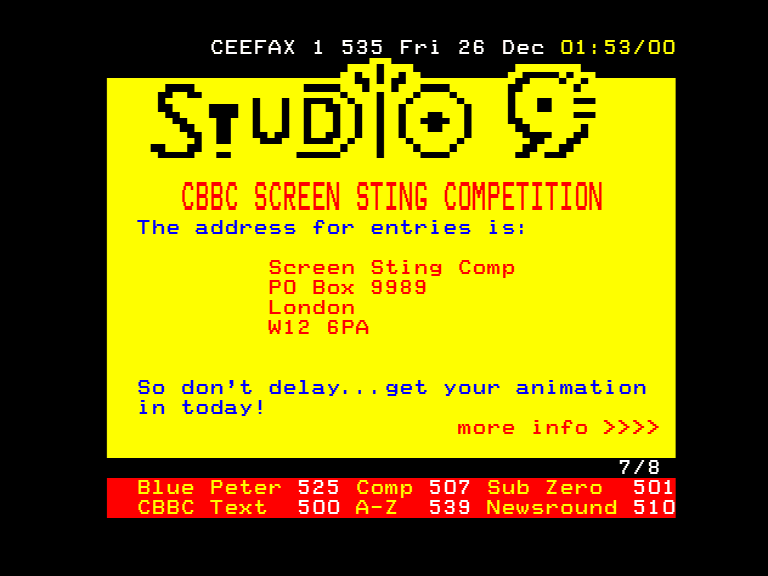 CEEFAX 1 535 Fri 26 Dec 01:53/00
STUDIO 9
CBBC SCREEN STING COMPETITION
The address for entries is:
Screen Sting Comp
PO Box 9989
London
W12 6PA
So don't delay...get your animation
in today!
more info >>>>
7/8
Blue Peter 525 Comp 507 Sub Zero 501
CBBC Text 500 A-Z 539 Newsround 510